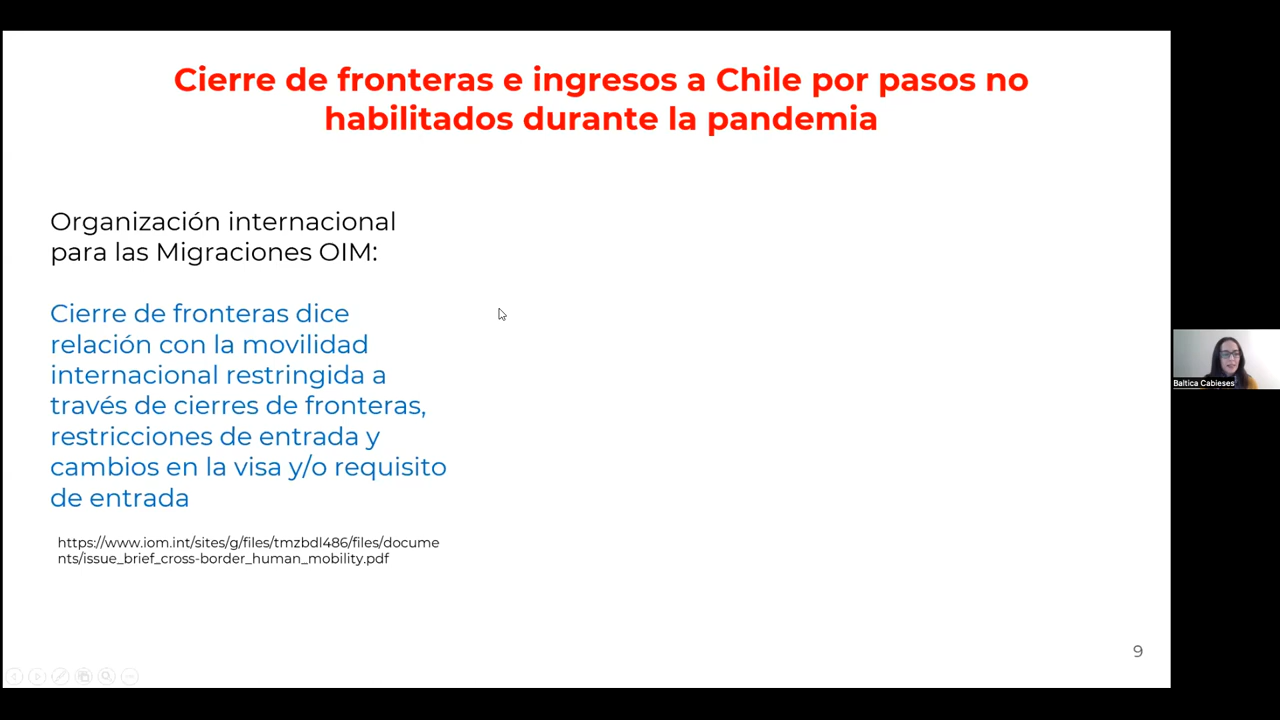 Cierre de fronteras e ingresos a Chile por pasos no
habilitados durante la pandemia
Organización internacional
para las Migraciones OIM:
Cierre de fronteras dice
relación con la movilidad
internacional restringida a
través de cierres de fronteras,
restricciones de entrada y
cambios en la visa y/o requisito
de entrada
https://www.iom.int/sites/g/files/tmzbdl486/files/docume
nts/issue_brief_cross-border_human_mobility.pdf
9
Baltica Cabieses